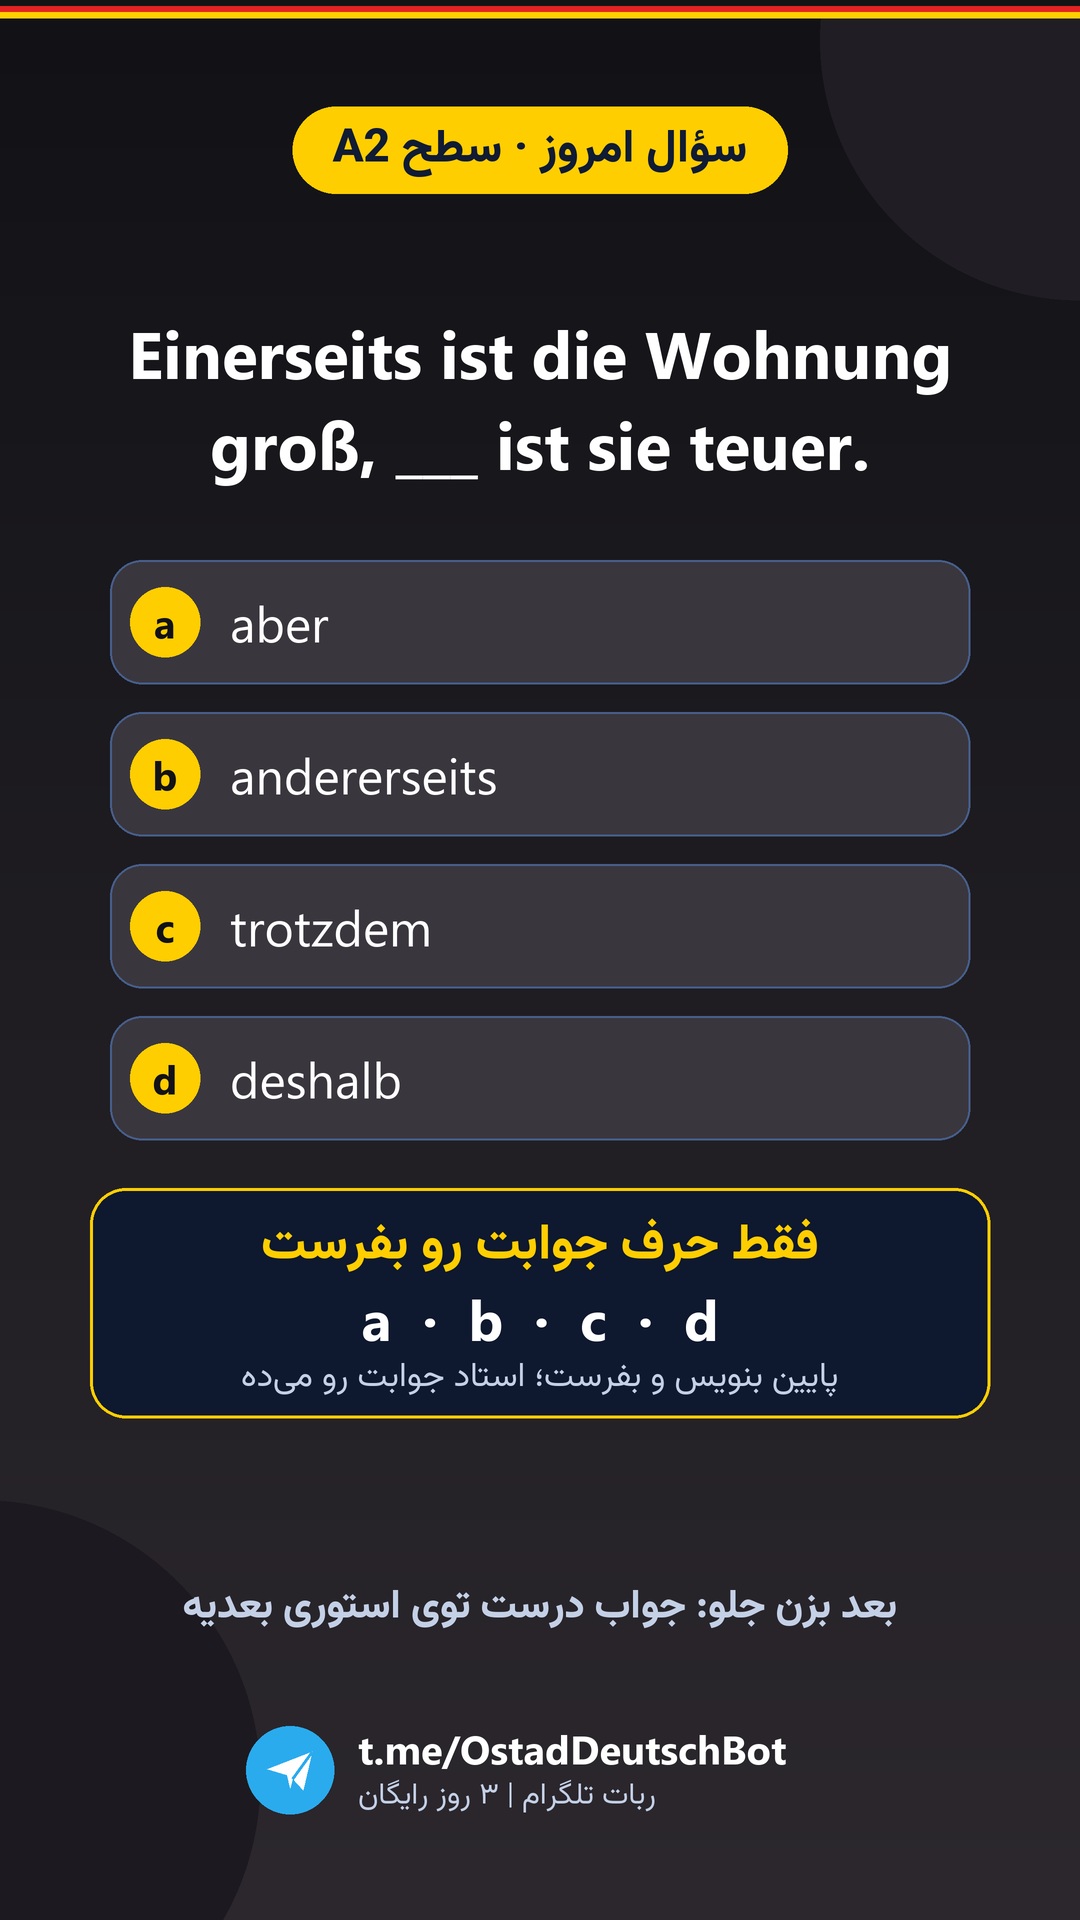 سؤال امروز · سطح A2
Einerseits ist die Wohnung
groß, ___ ist sie teuer.
a aber
b andererseits
c trotzdem
d deshalb
فقط حرف جوابت رو بفرست
a · b · c · d
پایین بنویس و بفرست؛ استاد جوابت رو می‌ده
بعد بزن جلو: جواب درست توی استوری بعدیه
t.me/OstadDeutschBot
ربات تلگرام | ۳ روز رایگان